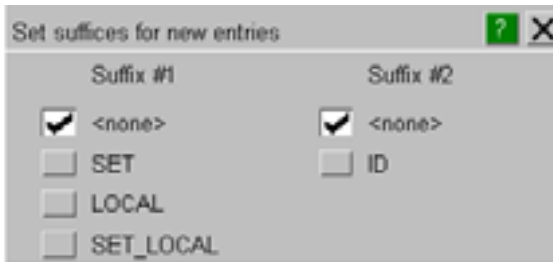 Set suffices for new entries ? X
Suffix #1 Suffix #2
<none> <none>
SET ID
LOCAL
SET_LOCAL